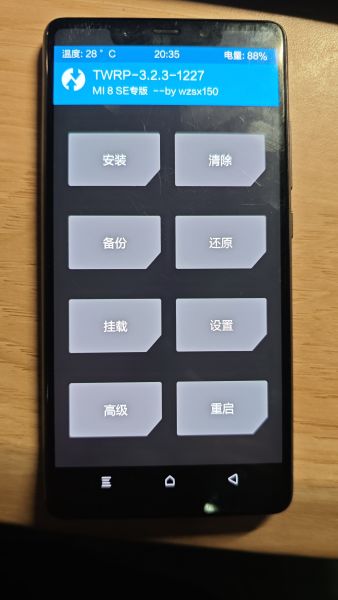 温度: 28 ° C 20:35 电量: 88%
TWRP-3.2.3-1227
MI 8 SE专版 --by wzsx150
安装 清除
备份 还原
挂载 设置
高级 重启